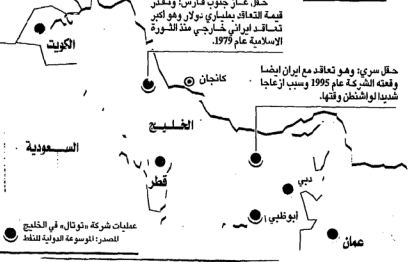 حقل غاز جنوب فارس: وتقدر
قيمة التعاقد بملياري دولار وهو أكبر
تعاقد ايراني خارجي منذ الثورة
الاسلامية عام 1979.
حقل سري: وهو تعاقد مع ايران ايضا
وقعته الشركة عام 1995 وسبب ازعاجا
شديدا لواشنطن وقتها.
الكويت
كانجان
الخليج
السعودية
قطر
دبي
أبوظبي
عمان
عمليات شركة «توتال» في الخليج
المصدر: الموسوعة الدولية للنفط